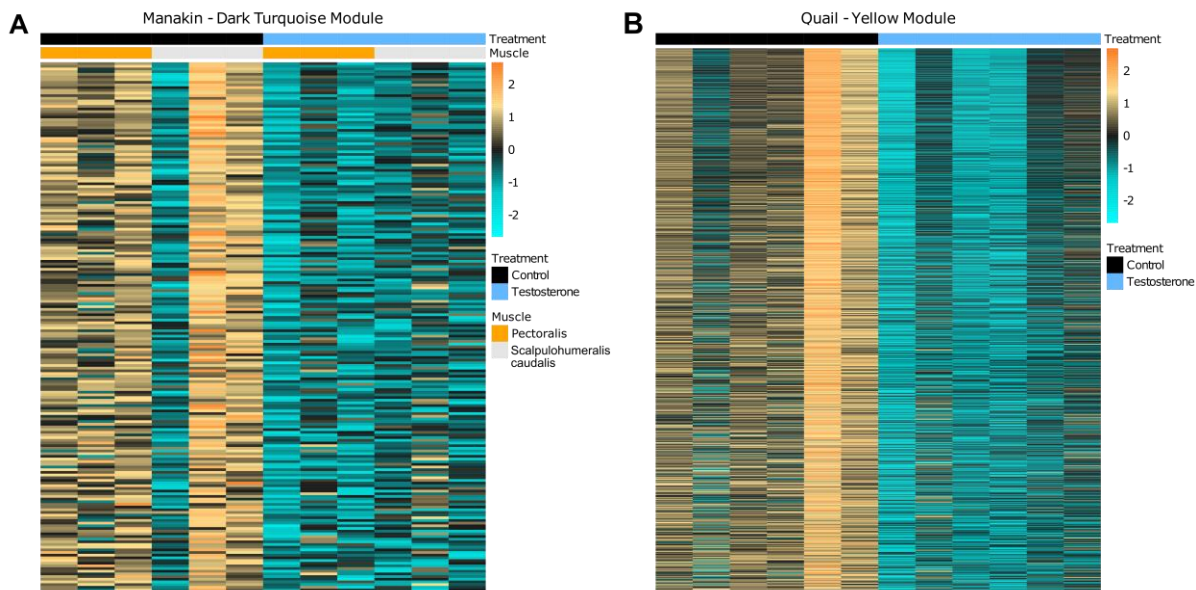 A
Manakin - Dark Turquoise Module
Treatment
Muscle
2
1
0
-1
-2
Treatment
Control
Testosterone
Muscle
Pectoralis
Scalpulohumeralis
caudalis
B
Quail - Yellow Module
Treatment
2
1
0
-1
-2
Treatment
Control
Testosterone